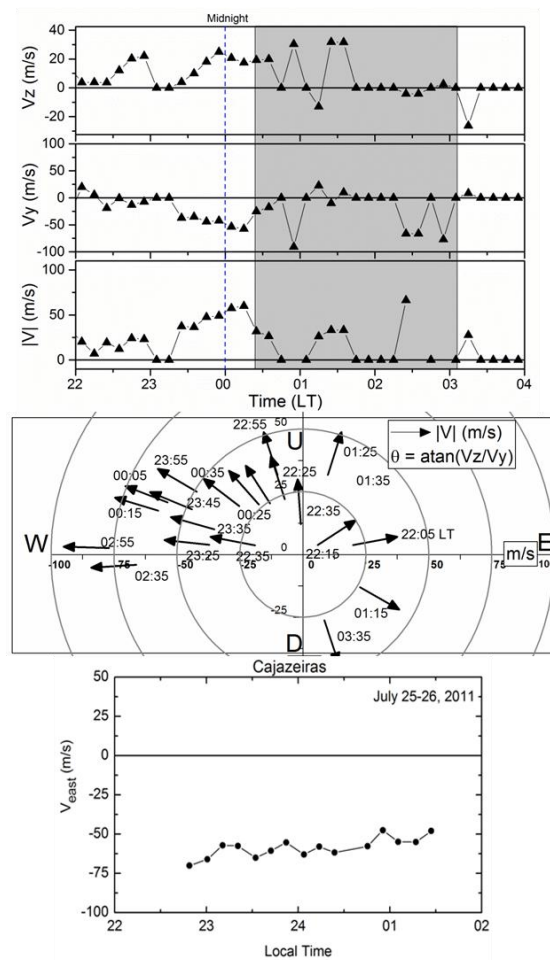 Midnight
40
20
0
20
Vz (m/s)
100
50
0
-50
-100
Vy (m/s)
100
50
0
|V| (m/s)
22 23 00 01 02 03 04
Time (LT)
50
22:55
U
|V| (m/s)
θ = atan(Vz/Vy)
23:55
00:35
01:25
00:05
22:25
01:35
25
23:45
00:15
00:25
22:35
23:35
22:05 LT
W
02:55
0
E
23:25
22:35
22:15
m/s
-100 -75 -50 -25 0 25 50 75 100
02:35
01:15
-25
03:35
D
Cajazeiras
50
25
0
-25
-50
-75
-100
July 25-26, 2011
V east (m/s)
22 23 24 01 02
Local Time